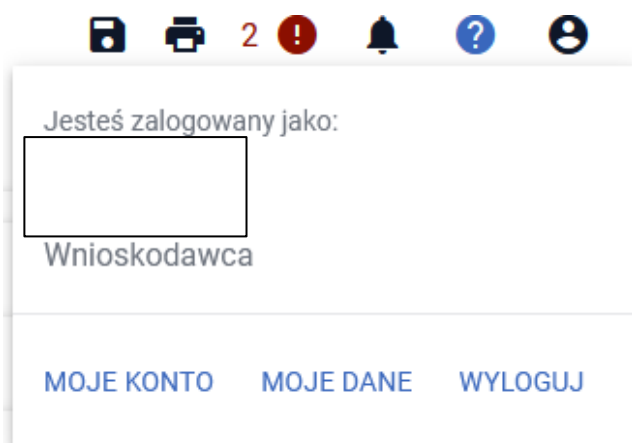 2 !
?
Jesteś zalogowany jako:
Wnioskodawca
MOJE KONTO MOJE DANE WYLOGUJ